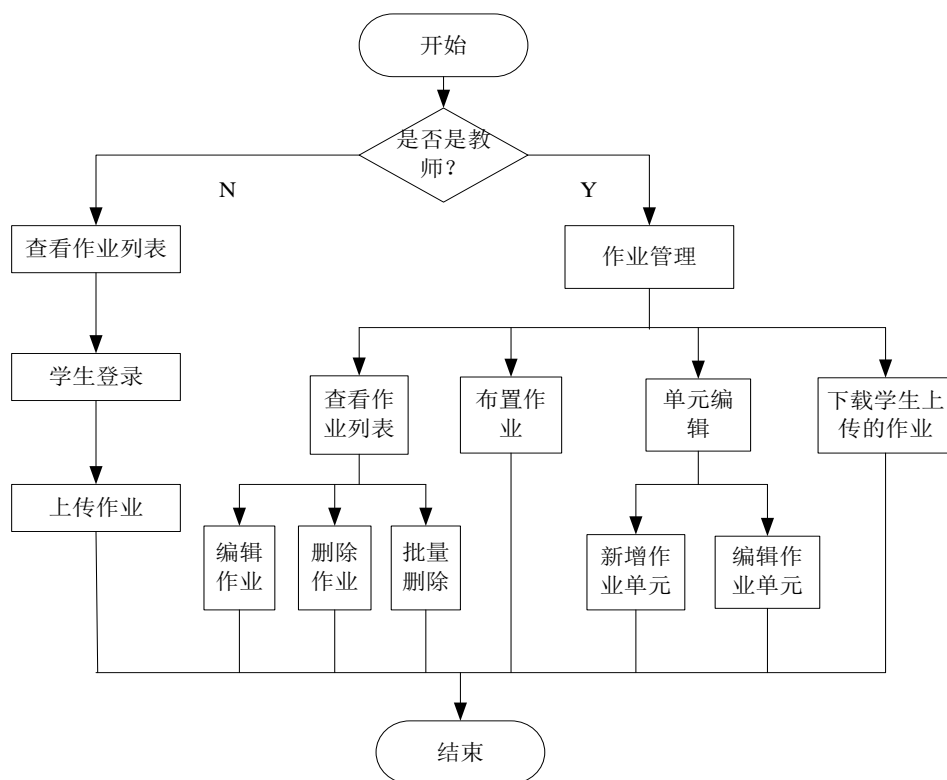 开始
是否是教
师？
N
Y
查看作业列表
作业管理
学生登录
查看作
业列表
布置作
业
单元编
辑
下载学生上
传的作业
上传作业
编辑
作业
删除
作业
批量
删除
新增作
业单元
编辑作
业单元
结束